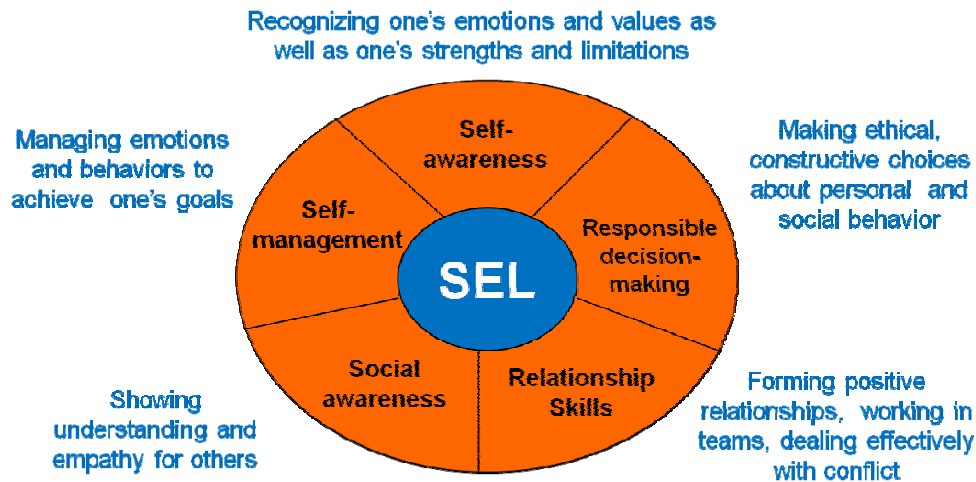 Recognizing one's emotions and values as
well as one's strengths and limitations
Self-
awareness
Managing emotions
and behaviors to
achieve one's goals
Self-
management
Making ethical,
constructive choices
about personal and
social behavior
Responsible
decision-
making
SEL
Social
awareness
Relationship
Skills
Showing
understanding and
empathy for others
Forming positive
relationships, working in
teams, dealing effectively
with conflict